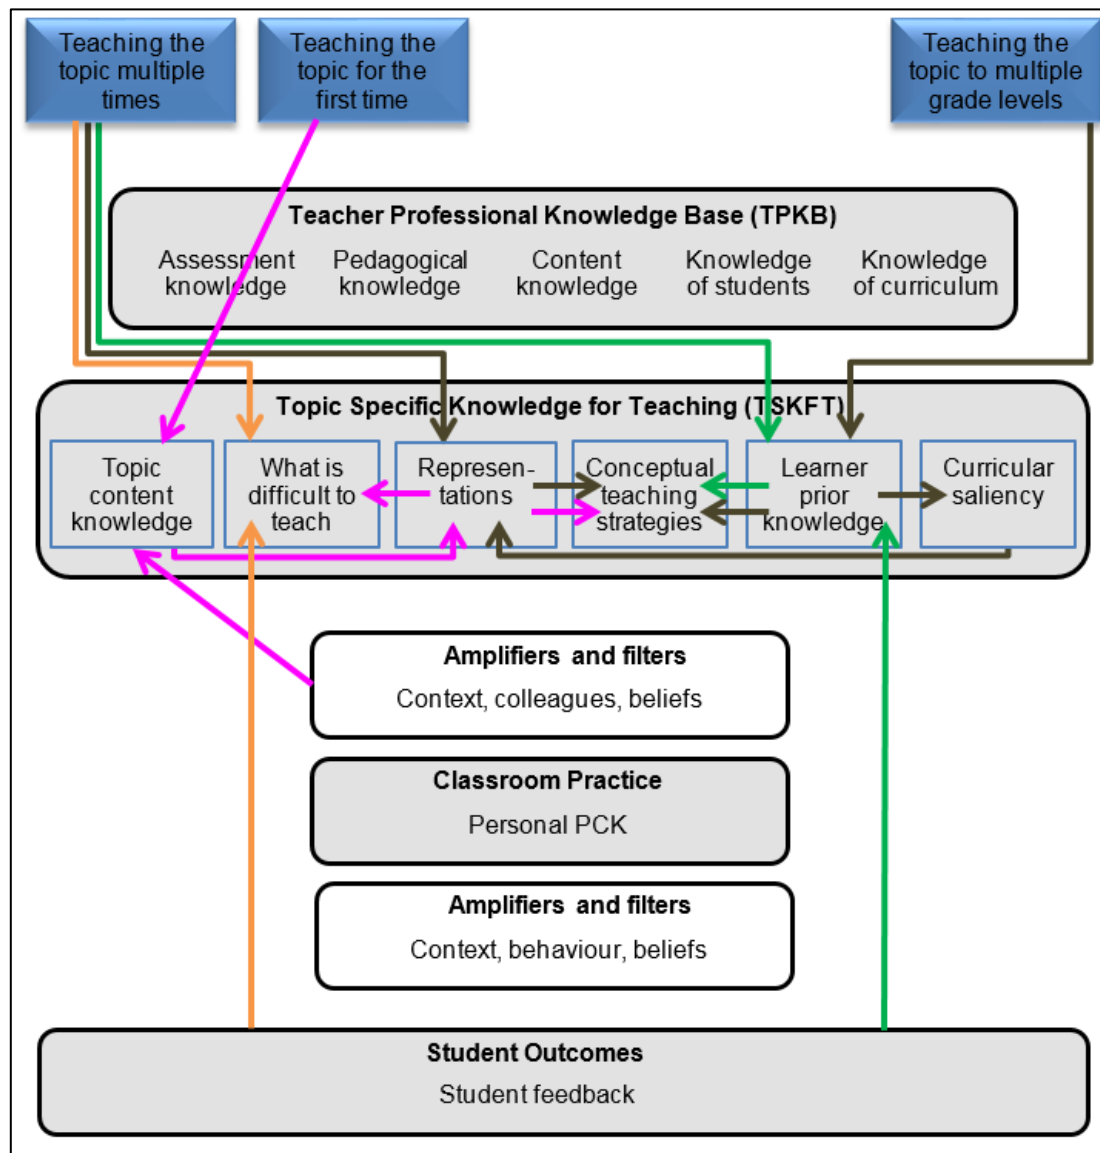 Teaching the
topic multiple
times
Teaching the
topic for the
first time
Teaching the
topic to multiple
grade levels
Teacher Professional Knowledge Base (TPKB)
Assessment
knowledge
Pedagogical
knowledge
Content
knowledge
Knowledge
of students
Knowledge
of curriculum
Topic Specific Knowledge for Teaching (TSKFT)
Topic
content
knowledge
What is
difficult to
teach
Represen-
tations
Conceptual
teaching
strategies
Learner
prior
knowledge
Curricular
saliency
Amplifiers and filters
Context, colleagues, beliefs
Classroom Practice
Personal PCK
Amplifiers and filters
Context, behaviour, beliefs
Student Outcomes
Student feedback